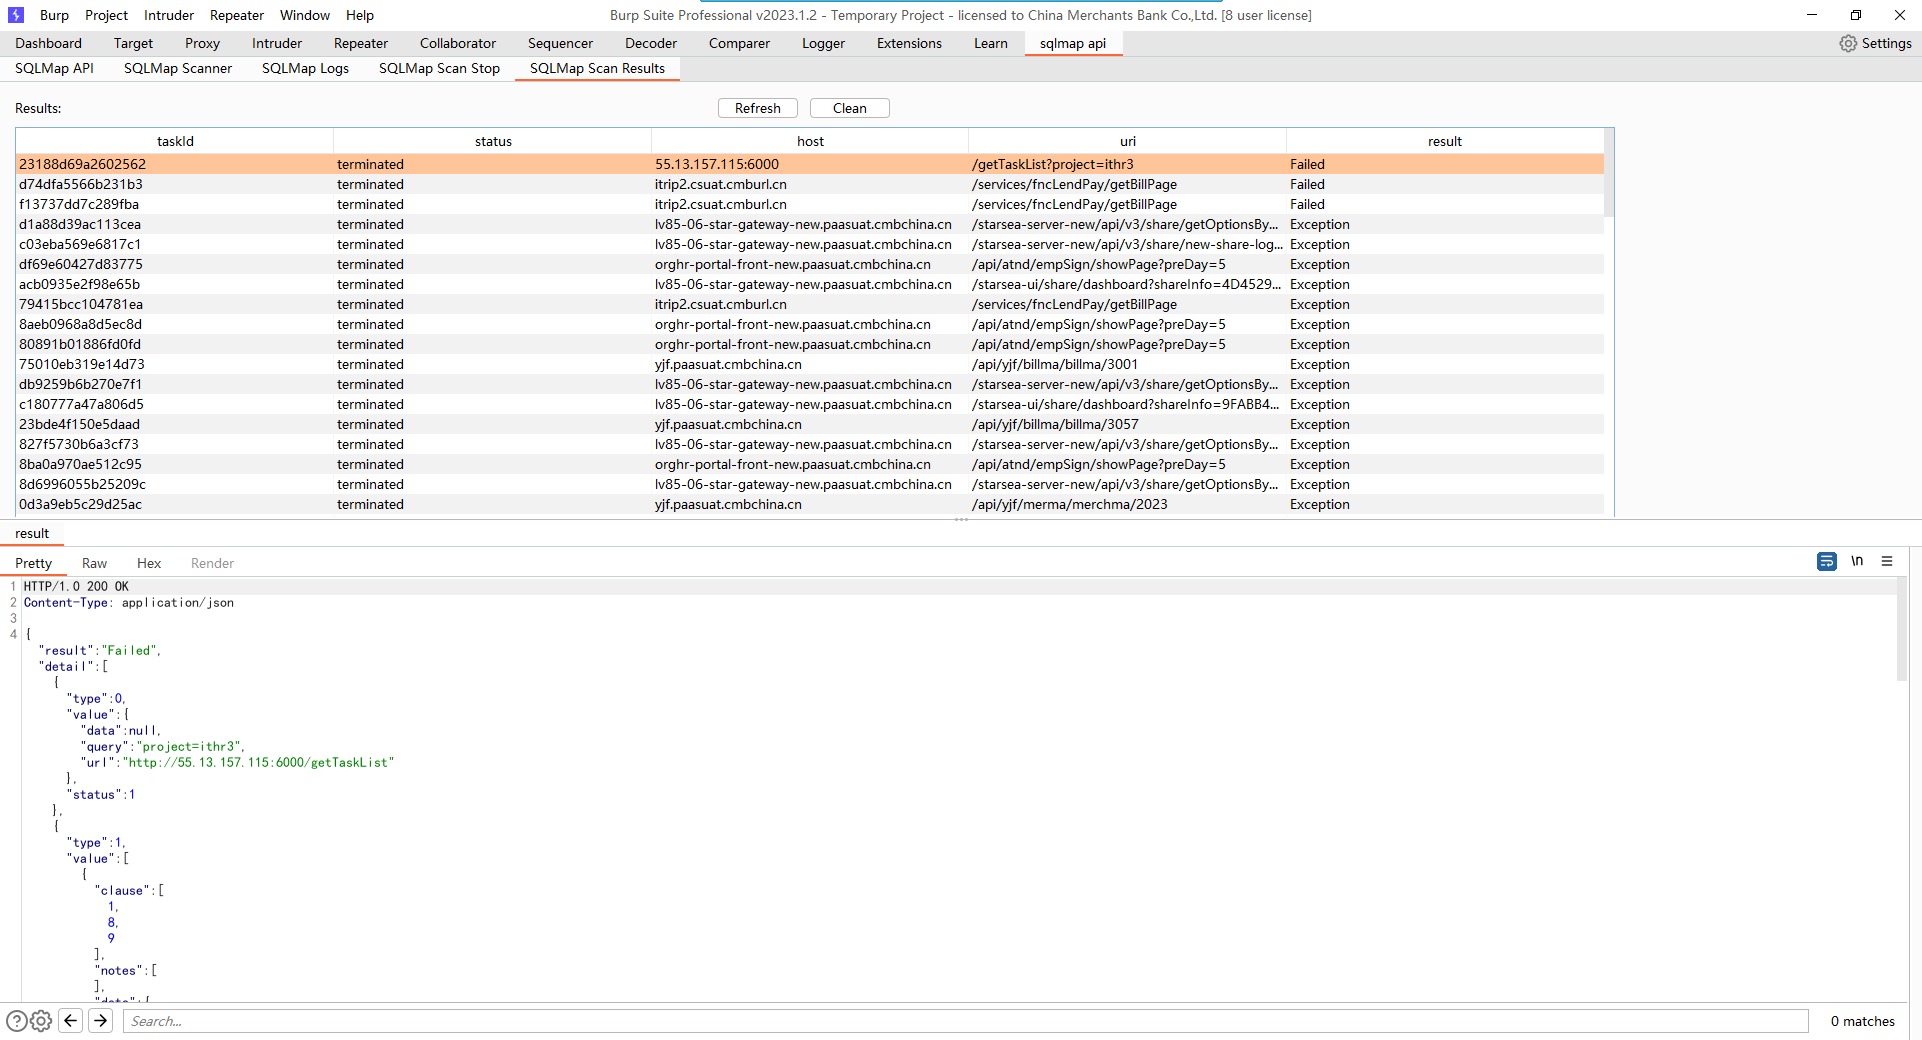 Burp Project Intruder Repeater Window Help Burp Suite Professional v2023.1.2 - Temporary Project - licensed to China Merchants Bank Co.,Ltd. [8 user license]
Dashboard Target Proxy Intruder Repeater Collaborator Sequencer Decoder Comparer Logger Extensions Learn sqlmap api Settings
SQLMap API SQLMap Scanner SQLMap Logs SQLMap Scan Stop SQLMap Scan Results
Results: Refresh Clean
taskId status host uri result
23188d69a2602562 terminated 55.13.157.115:6000 /getTaskList?project=ithr3 Failed
d74dfa5566b231b3 terminated itrip2.csuat.cmburl.cn /services/fncLendPay/getBillPage Failed
f13737dd7c289fba terminated itrip2.csuat.cmburl.cn /services/fncLendPay/getBillPage Failed
d1a88d39ac113cea terminated lv85-06-star-gateway-new.paasuat.cmbchina.cn /starsea-server-new/api/v3/share/getOptionsBy... Exception
c03eba569e6817c1 terminated lv85-06-star-gateway-new.paasuat.cmbchina.cn /starsea-server-new/api/v3/share/new-share-log... Exception
df69e60427d83775 terminated orghr-portal-front-new.paasuat.cmbchina.cn /api/atnd/empSign/showPage?preDay=5 Exception
acb0935e2f98e65b terminated lv85-06-star-gateway-new.paasuat.cmbchina.cn /starsea-ui/share/dashboard?shareInfo=4D4529... Exception
79415bcc104781ea terminated itrip2.csuat.cmburl.cn /services/fncLendPay/getBillPage Exception
8aeb0968a8d5ec8d terminated orghr-portal-front-new.paasuat.cmbchina.cn /api/atnd/empSign/showPage?preDay=5 Exception
80891b01886fd0fd terminated orghr-portal-front-new.paasuat.cmbchina.cn /api/atnd/empSign/showPage?preDay=5 Exception
75010eb319e14d73 terminated yjf.paasuat.cmbchina.cn /api/yjf/billma/billma/3001 Exception
db9259b6b270e7f1 terminated lv85-06-star-gateway-new.paasuat.cmbchina.cn /starsea-server-new/api/v3/share/getOptionsBy... Exception
c180777a47a806d5 terminated lv85-06-star-gateway-new.paasuat.cmbchina.cn /starsea-ui/share/dashboard?shareInfo=9FABB4... Exception
23bde4f150e5daad terminated yjf.paasuat.cmbchina.cn /api/yjf/billma/billma/3057 Exception
827f5730b6a3cf73 terminated lv85-06-star-gateway-new.paasuat.cmbchina.cn /starsea-server-new/api/v3/share/getOptionsBy... Exception
8ba0a970ae512c95 terminated orghr-portal-front-new.paasuat.cmbchina.cn /api/atnd/empSign/showPage?preDay=5 Exception
8d6996055b25209c terminated lv85-06-star-gateway-new.paasuat.cmbchina.cn /starsea-server-new/api/v3/share/getOptionsBy... Exception
0d3a9eb5c29d25ac terminated yjf.paasuat.cmbchina.cn /api/yjf/merma/merchma/2023 Exception
result
Pretty Raw Hex Render \n
1 HTTP/1.0 200 OK
2 Content-Type: application/json
3
4 {
"result":"Failed",
"detail":[
{
"type":0,
"value":{
"data":null,
"query":"project=ithr3",
"url":"http://55.13.157.115:6000/getTaskList"
},
"status":1
},
{
"type":1,
"value":[
{
"clause":[
1,
8,
9
],
"notes":[
],
"data":{
Search... 0 matches